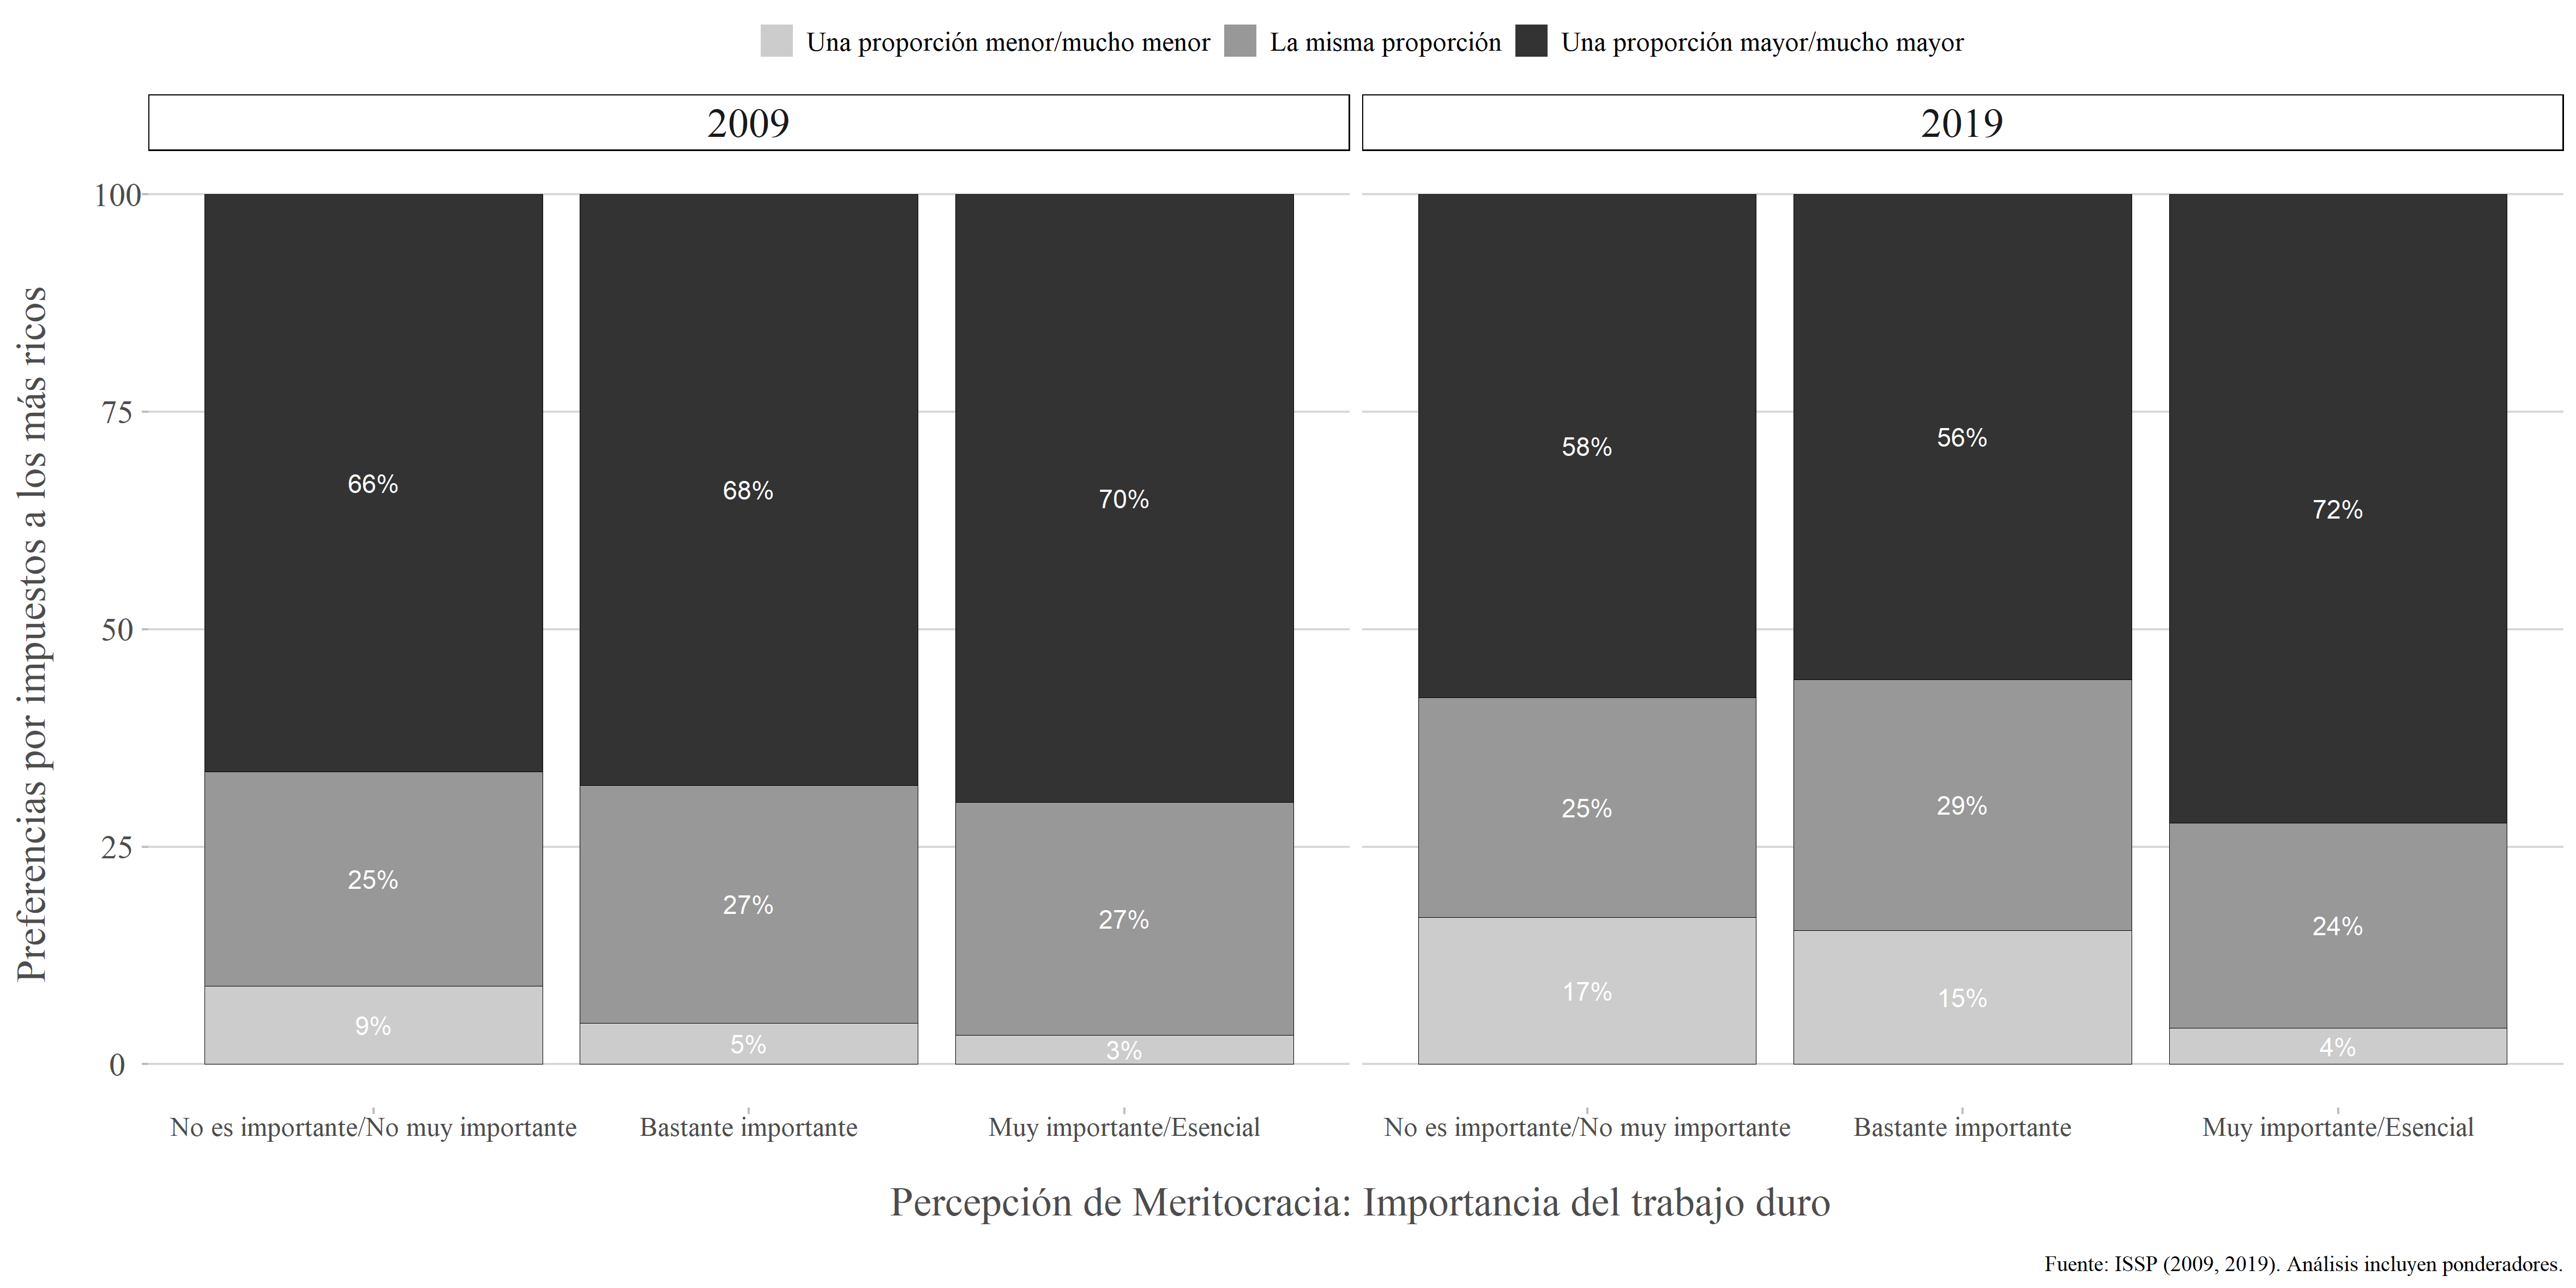 Una proporción menor/mucho menor La misma proporción Una proporción mayor/mucho mayor
2009 2019
Preferencias por impuestos a los más ricos
100
75
50
25
0
66% 68% 70% 58% 56% 72%
25% 27% 27% 25% 29% 24%
9% 5% 3% 17% 15% 4%
No es importante/No muy importante Bastante importante Muy importante/Esencial No es importante/No muy importante Bastante importante Muy importante/Esencial
Percepción de Meritocracia: Importancia del trabajo duro
Fuente: ISSP (2009, 2019). Análisis incluyen ponderadores.